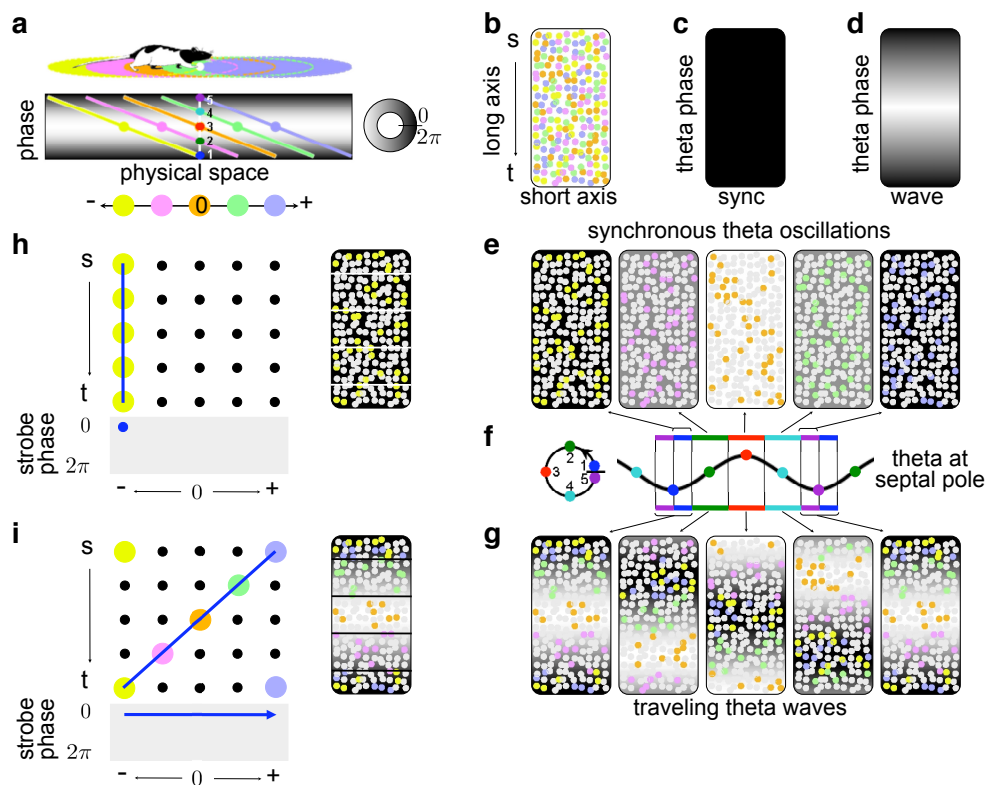 a
phase
5
4
3
2
1
0
2π
physical space
- 0 +
b
s
long axis
t
short axis
c
theta phase
sync
d
theta phase
wave
synchronous theta oscillations
e
f
2
3 1
5
4
theta at
septal pole
g
traveling theta waves
h
s
t
0
strobe
phase
2π
- 0 +
i
s
t
0
strobe
phase
2π
- 0 +